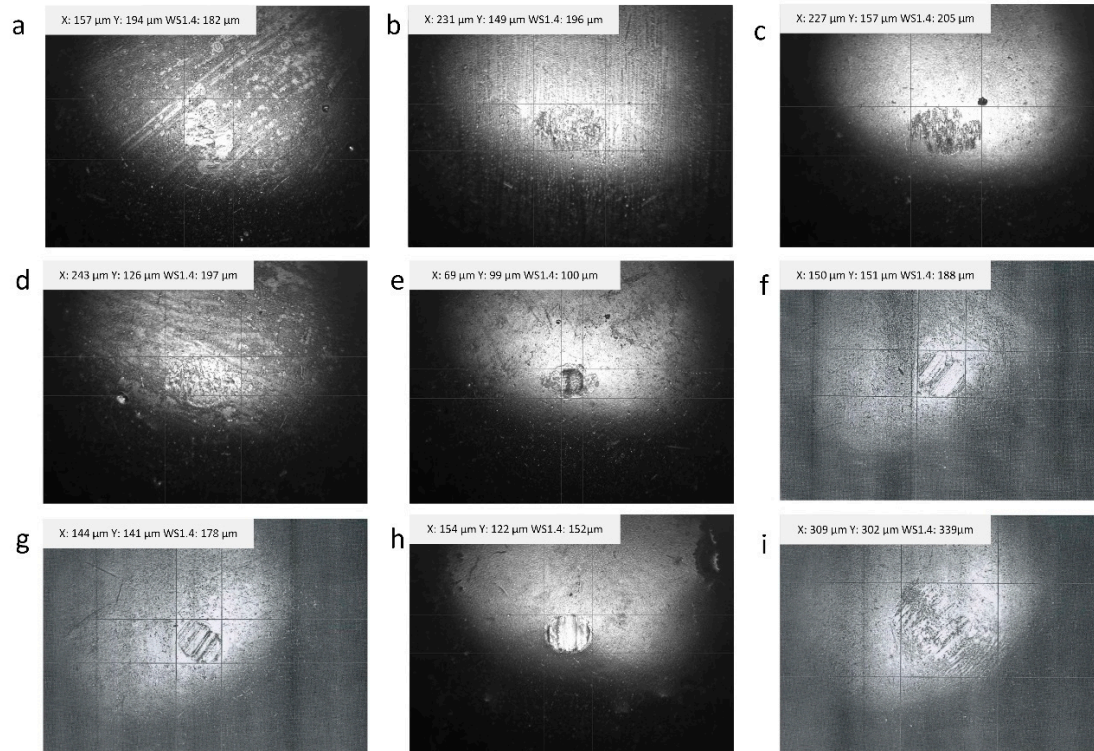 a
X: 157 µm Y: 194 µm WS1.4: 182 µm
b
X: 231 µm Y: 149 µm WS1.4: 196 µm
c
X: 227 µm Y: 157 µm WS1.4: 205 µm
d
X: 243 µm Y: 126 µm WS1.4: 197 µm
e
X: 69 µm Y: 99 µm WS1.4: 100 µm
f
X: 150 µm Y: 151 µm WS1.4: 188 µm
g
X: 144 µm Y: 141 µm WS1.4: 178 µm
h
X: 154 µm Y: 122 µm WS1.4: 152µm
i
X: 309 µm Y: 302 µm WS1.4: 339µm